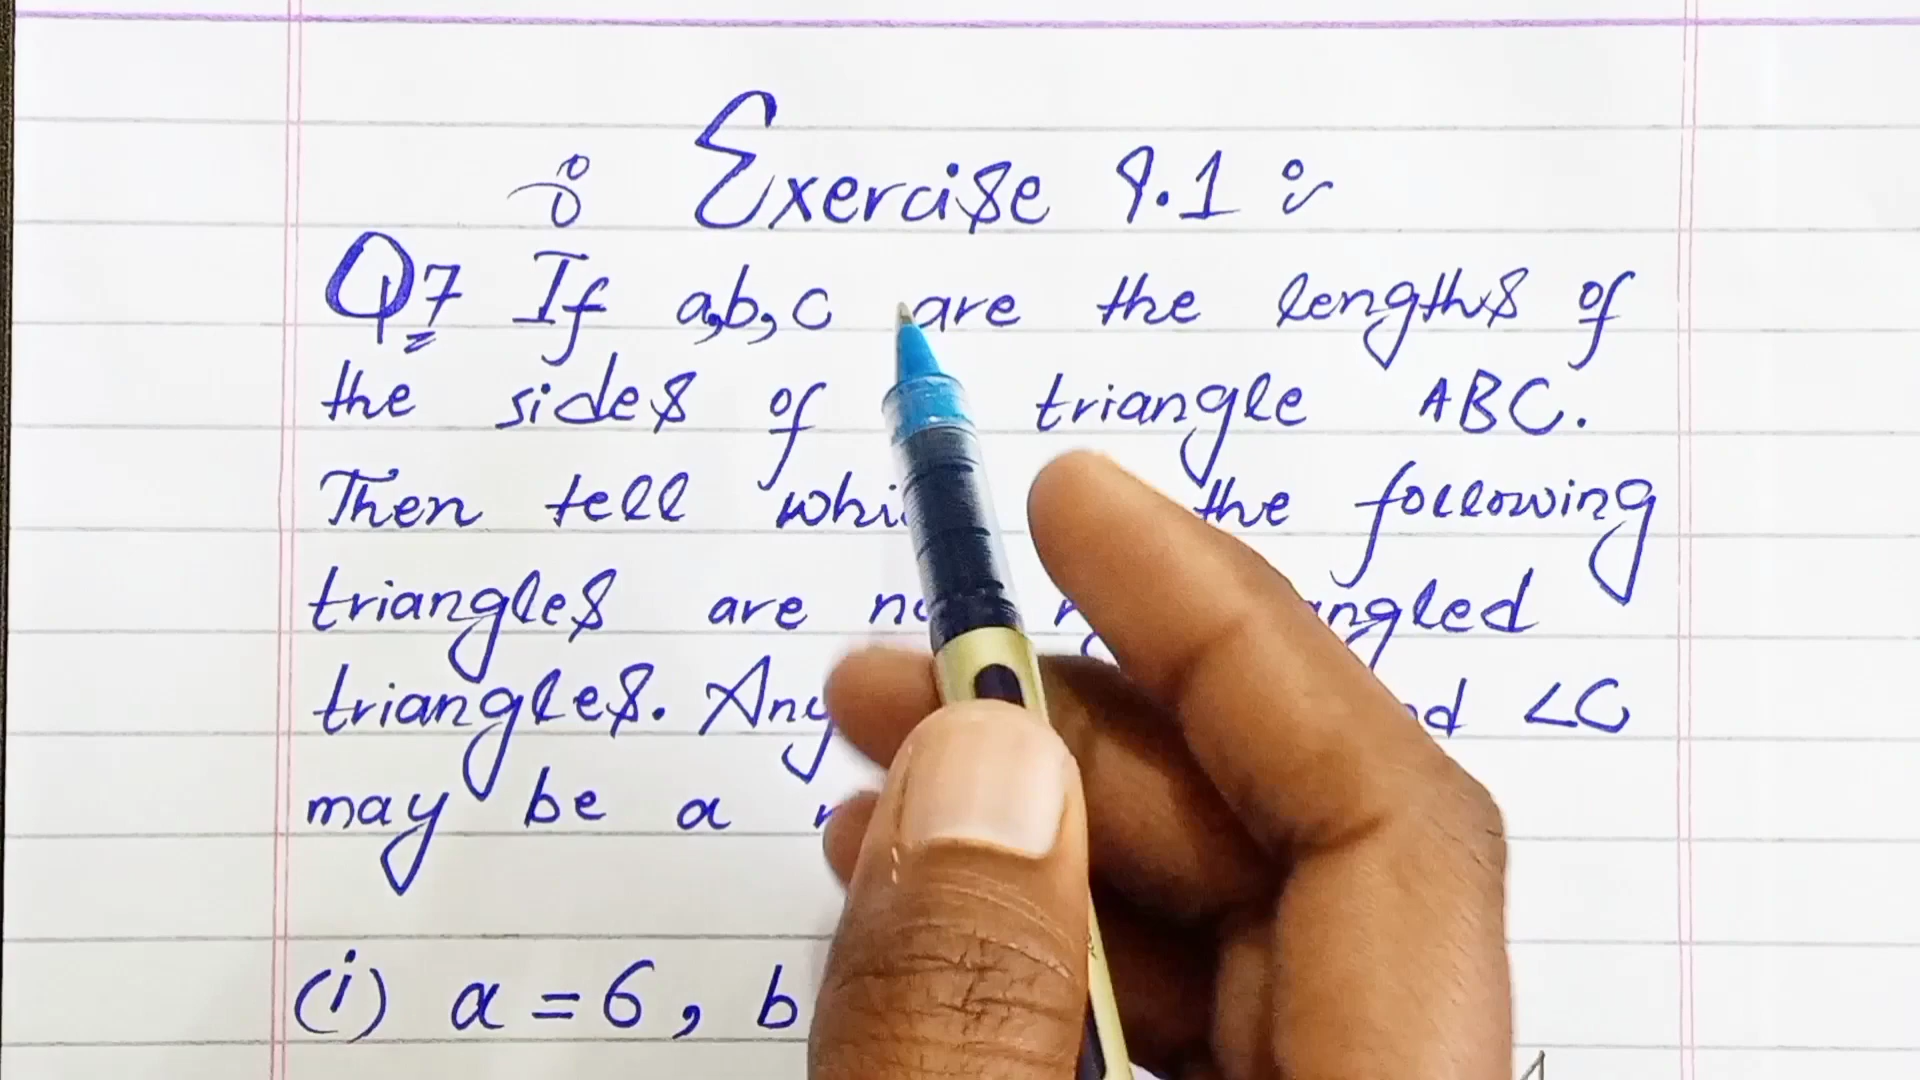 Exercise 9.1
Q7 If a,b,c are the lengths of
the sides of triangle ABC.
Then tell the following
triangles are
triangles. <C
may be a
(i) a = 6, b